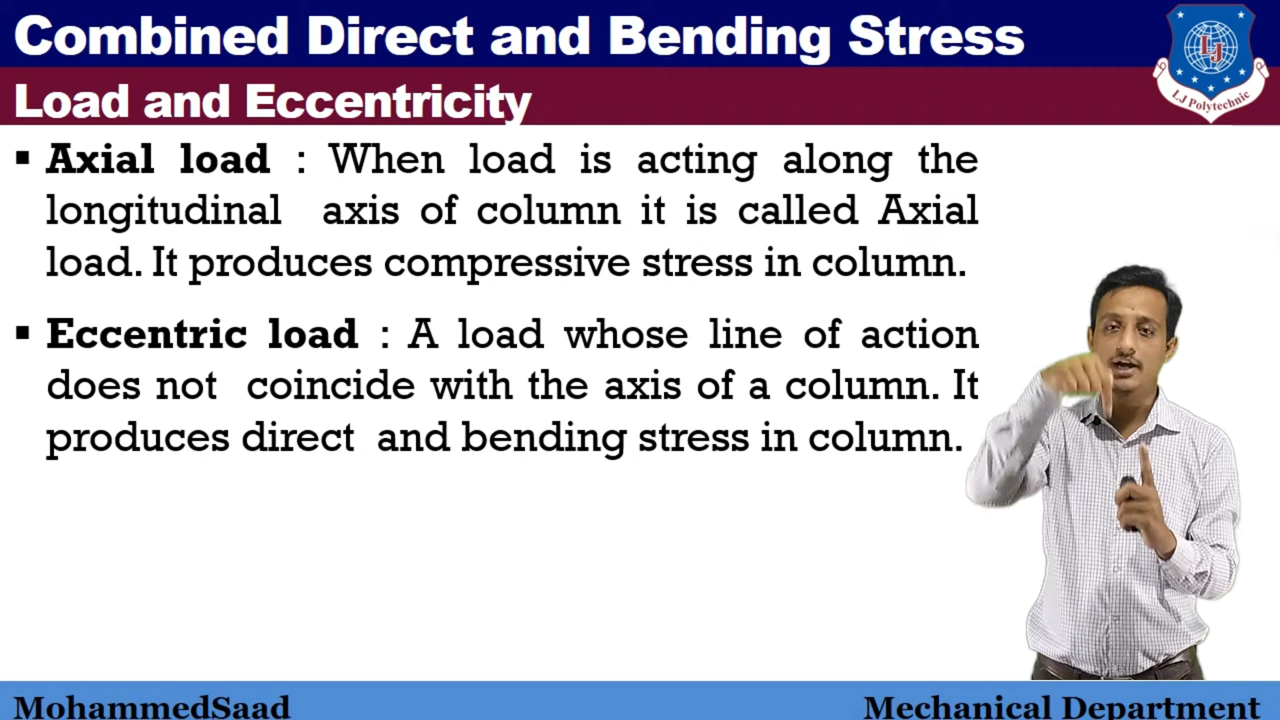 Combined Direct and Bending Stress
Load and Eccentricity
LJ
L J Polytechnic
▪ Axial load : When load is acting along the
longitudinal axis of column it is called Axial
load. It produces compressive stress in column.
▪ Eccentric load : A load whose line of action
does not coincide with the axis of a column. It
produces direct and bending stress in column.
MohammedSaad
Mechanical Department